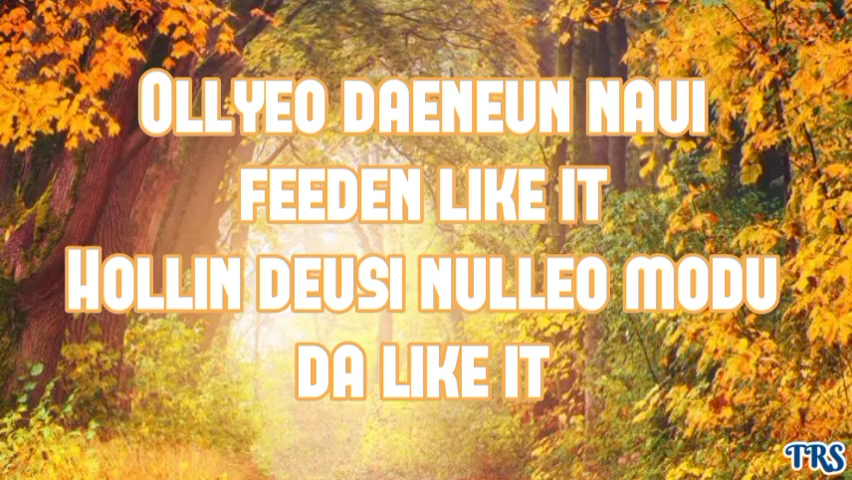 Ollyeo daeneun naui
feeden like it
Hollin deusi nulleo modu
da like it
TRS